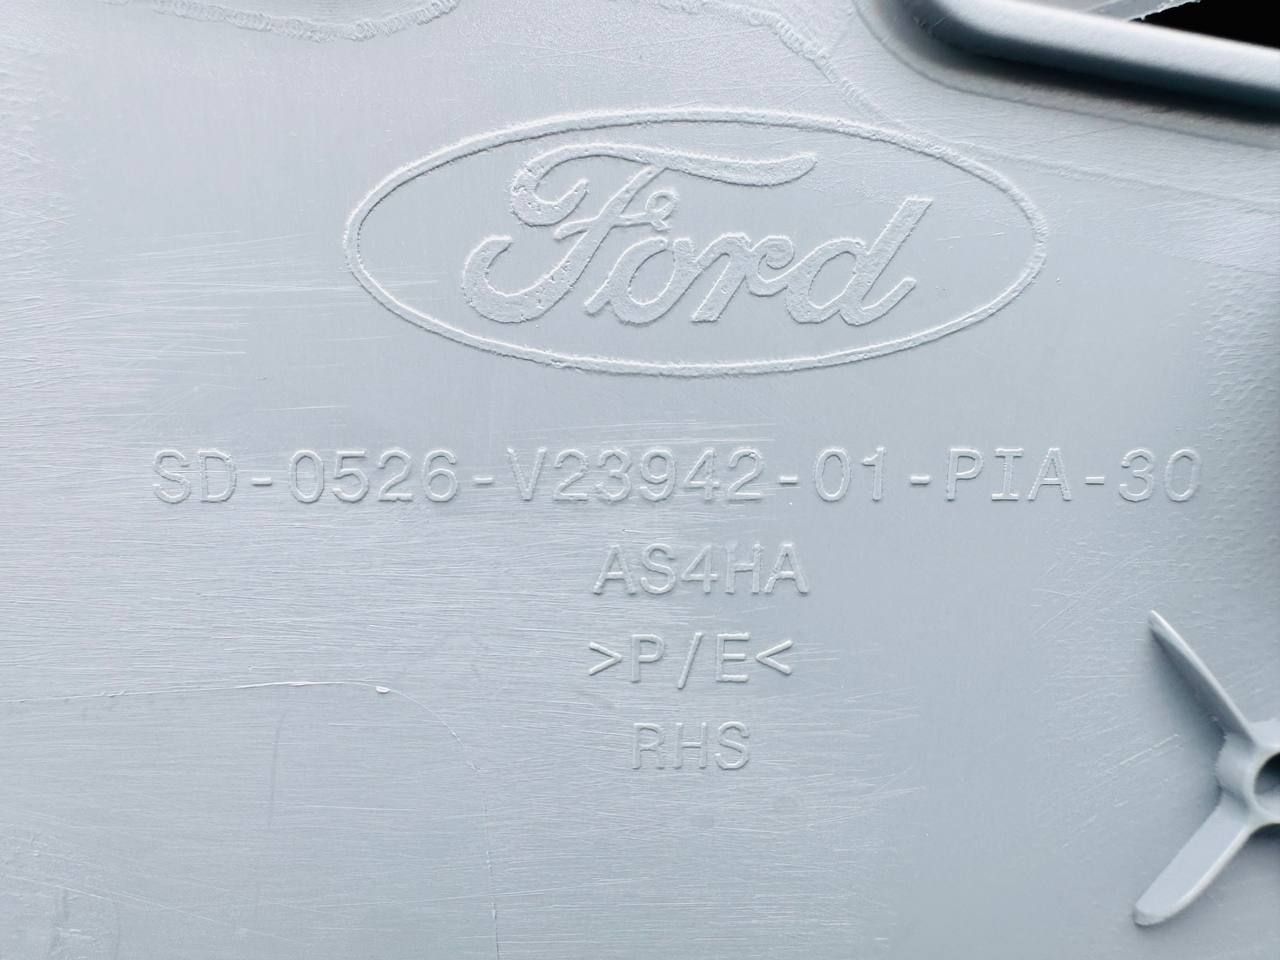 Ford
SD-0526-V23942-01-PIA-30
AS4HA
>P/E<
RHS